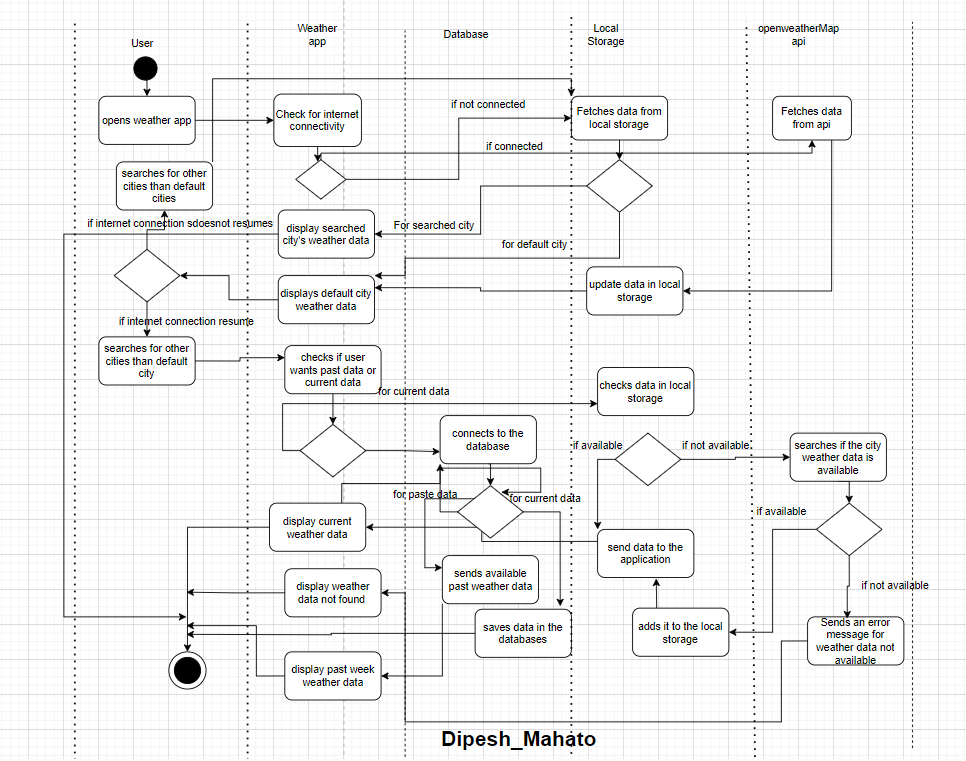 User
Weather
app
Database
Local
Storage
openweatherMap
api
opens weather app
Check for internet
connectivity
if not connected
if connected
Fetches data from
local storage
Fetches data
from api
searches for other
cities than default
cities
if internet connection sdoesnot resumes
display searched
city's weather data
For searched city
for default city
displays default city
weather data
update data in local
storage
if internet connection resume
searches for other
cities than default
city
checks if user
wants past data or
current data
for current data
checks data in local
storage
connects to the
database
if available
if not available
searches if the city
weather data is
available
for paste data
for current data
if available
display current
weather data
send data to the
application
sends available
past weather data
if not available
display weather
data not found
saves data in the
databases
adds it to the local
storage
Sends an error
message for
weather data not
available
display past week
weather data
Dipesh_Mahato